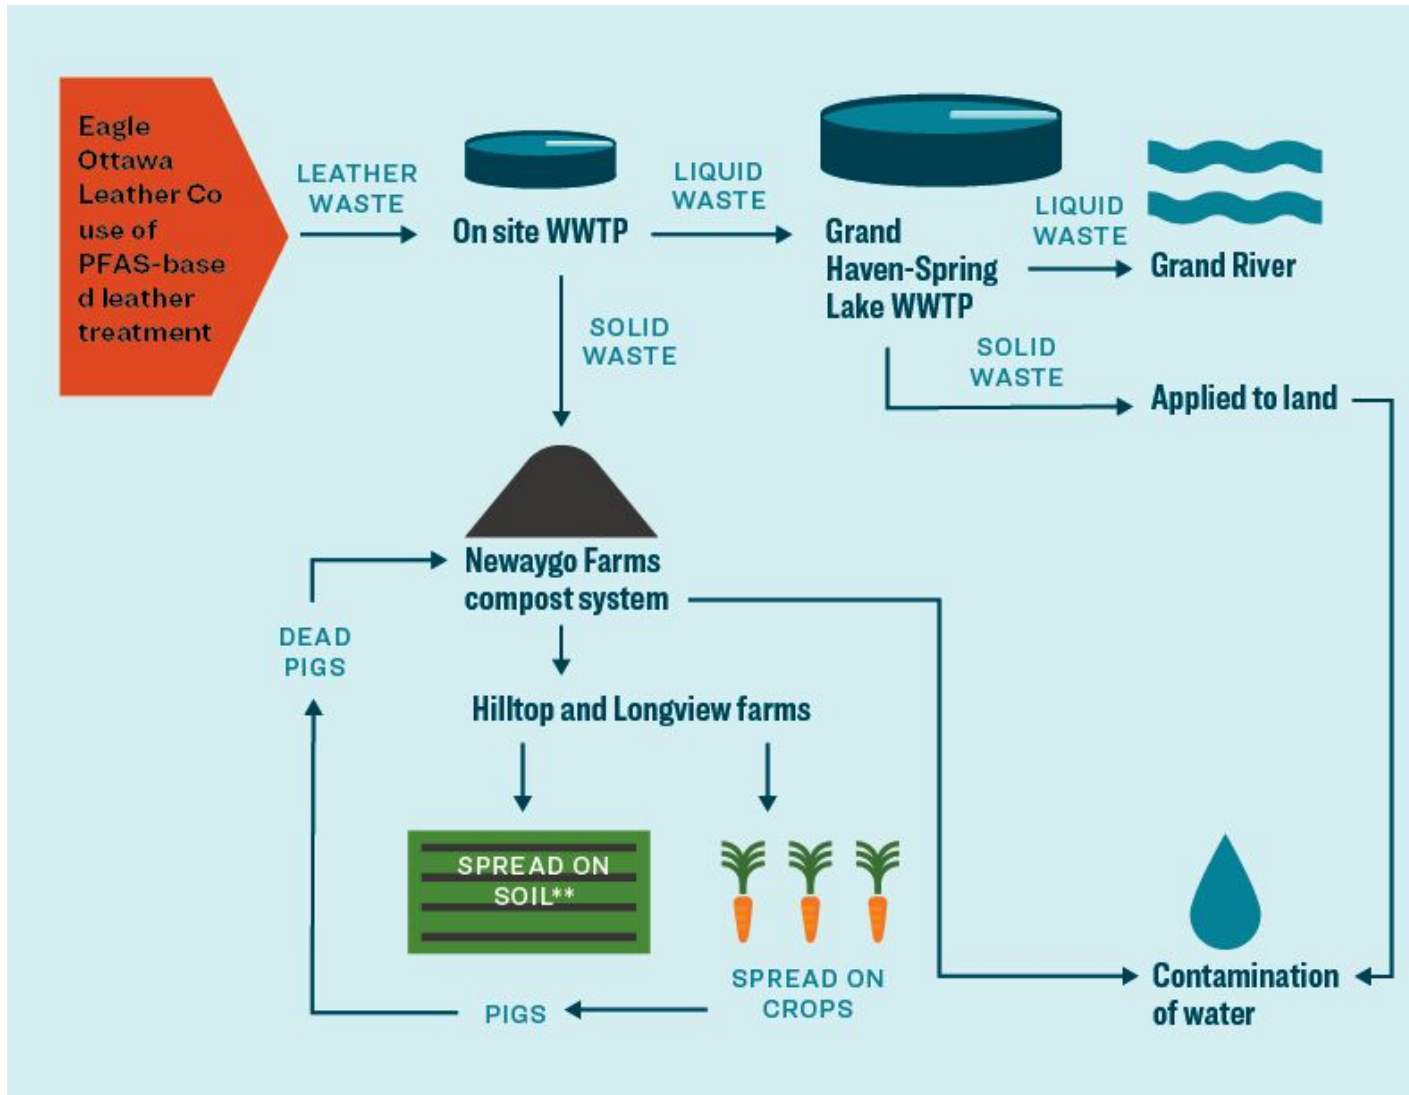 Eagle
Ottawa
Leather Co
use of
PFAS-base
d leather
treatment
LEATHER
WASTE
On site WWTP
LIQUID
WASTE
Grand
Haven-Spring
Lake WWTP
LIQUID
WASTE
Grand River
SOLID
WASTE
SOLID
WASTE
Applied to land
Newaygo Farms
compost system
DEAD
PIGS
Hilltop and Longview farms
SPREAD ON
SOIL**
SPREAD ON
CROPS
PIGS
Contamination
of water